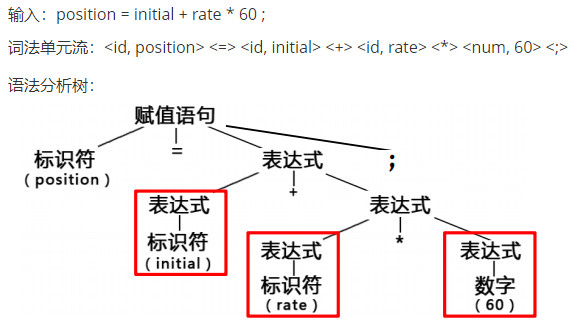 输入：position = initial + rate * 60 ;
词法单元流：<id, position> <=> <id, initial> <+> <id, rate> <*> <num, 60> <;>
语法分析树：
赋值语句
标识符
(position)
=
表达式
;
表达式
标识符
(initial)
+
表达式
表达式
标识符
(rate)
*
表达式
数字
(60)